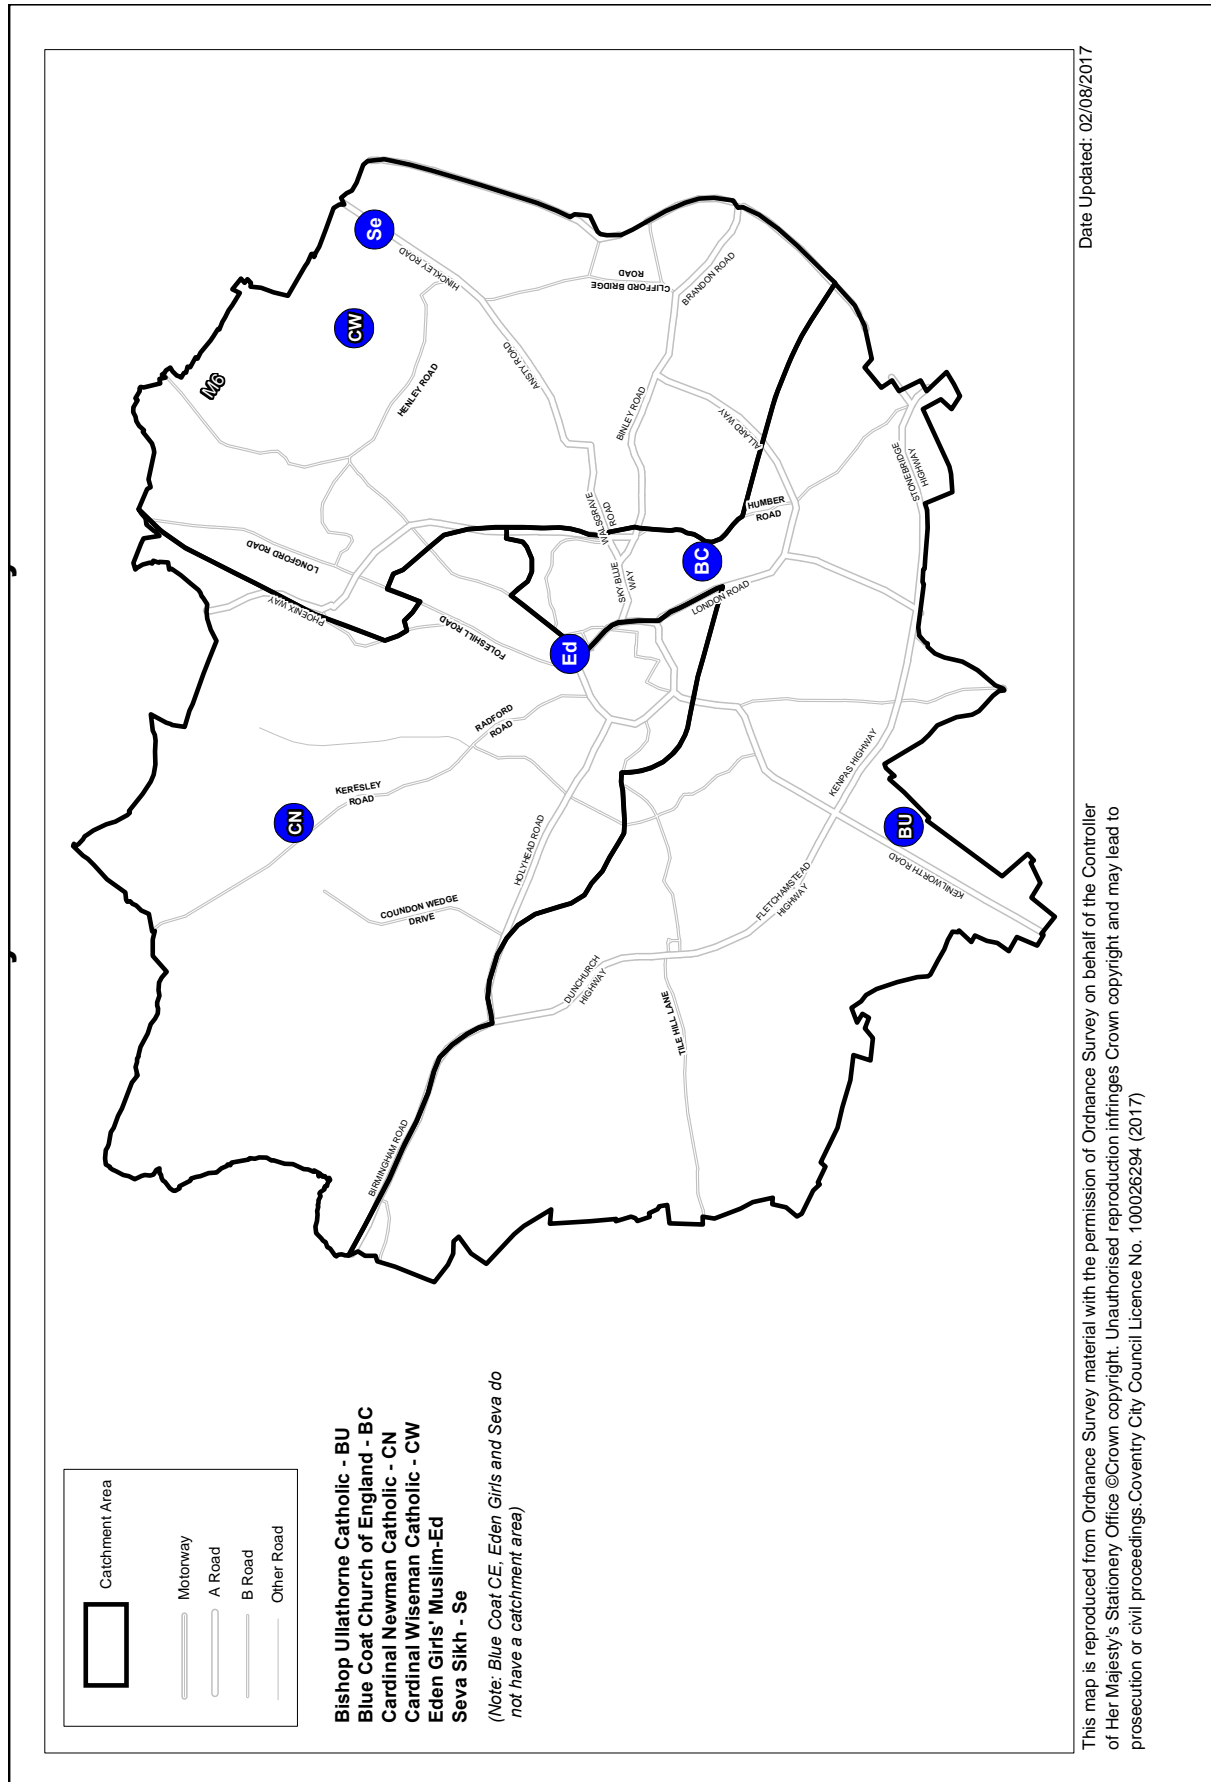 Catchment Area
Motorway
A Road
B Road
Other Road
Bishop Ullathorne Catholic - BU
Blue Coat Church of England - BC
Cardinal Newman Catholic - CN
Cardinal Wiseman Catholic - CW
Eden Girls' Muslim-Ed
Seva Sikh - Se
(Note: Blue Coat CE, Eden Girls and Seva do
not have a catchment area)
M6
CW
Se
HINCKLEY ROAD
HENLEY ROAD
ANSTY ROAD
CLIFFORD BRIDGE
ROAD
BRANDON ROAD
BINLEY ROAD
ALLARD WAY
WALSGRAVE
ROAD
SKY BLUE
WAY
HUMBER
ROAD
STONEBRIDGE
HIGHWAY
LONGFORD ROAD
PHOENIX WAY
FOLESHILL ROAD
BC
LONDON ROAD
Ed
RADFORD
ROAD
KERESLEY
ROAD
CN
HOLYHEAD ROAD
COUNDON WEDGE
DRIVE
KENPAS HIGHWAY
BU
KENILWORTH ROAD
FLETCHAMSTEAD
HIGHWAY
DUNCHURCH
HIGHWAY
TILE HILL LANE
BIRMINGHAM ROAD
This map is reproduced from Ordnance Survey material with the permission of Ordnance Survey on behalf of the Controller
of Her Majesty's Stationery Office ©Crown copyright. Unauthorised reproduction infringes Crown copyright and may lead to
prosecution or civil proceedings.Coventry City Council Licence No. 100026294 (2017)
Date Updated: 02/08/2017